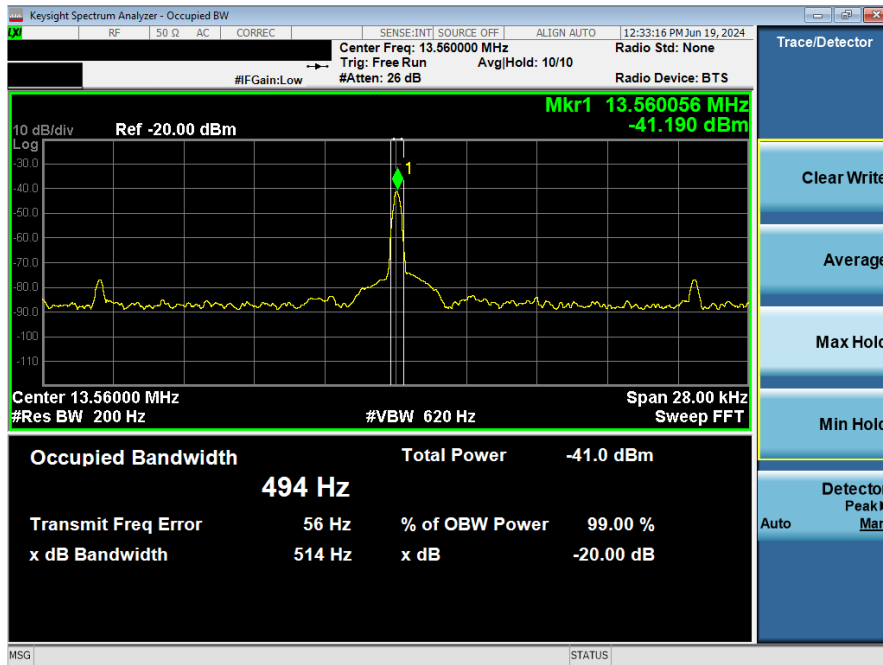 Keysight Spectrum Analyzer - Occupied BW
LXI RF 50 Ω AC CORREC SENSE:INT SOURCE OFF ALIGN AUTO 12:33:16 PM Jun 19, 2024
Center Freq: 13.560000 MHz Radio Std: None
Trig: Free Run Avg|Hold: 10/10
#IFGain:Low #Atten: 26 dB Radio Device: BTS
Trace/Detector
Mkr1 13.560056 MHz
-41.190 dBm
10 dB/div Ref -20.00 dBm
Log
-30.0
1
-40.0
-50.0
-60.0
-70.0
-80.0
-90.0
-100
-110
Center 13.56000 MHz Span 28.00 kHz
#Res BW 200 Hz #VBW 620 Hz Sweep FFT
Occupied Bandwidth Total Power -41.0 dBm
494 Hz
Transmit Freq Error 56 Hz % of OBW Power 99.00 %
x dB Bandwidth 514 Hz x dB -20.00 dB
Clear Write
Average
Max Hold
Min Hold
Detector
Peak
Auto Man
MSG STATUS